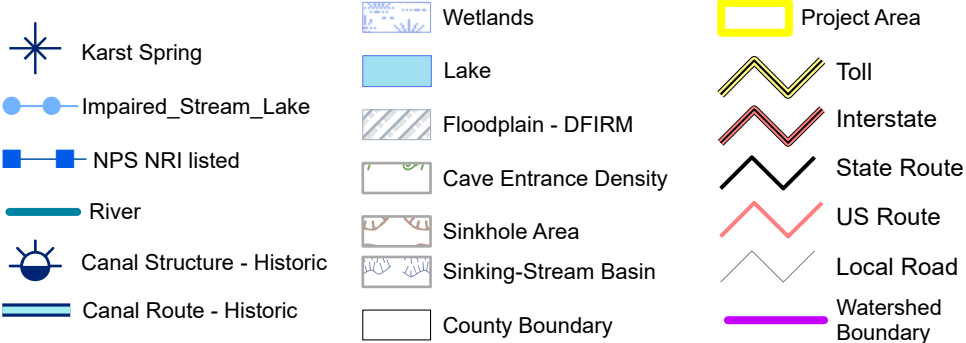 Karst Spring
Impaired_Stream_Lake
NPS NRI listed
River
Canal Structure - Historic
Canal Route - Historic
Wetlands
Lake
Floodplain - DFIRM
Cave Entrance Density
Sinkhole Area
Sinking-Stream Basin
County Boundary
Project Area
Toll
Interstate
State Route
US Route
Local Road
Watershed
Boundary